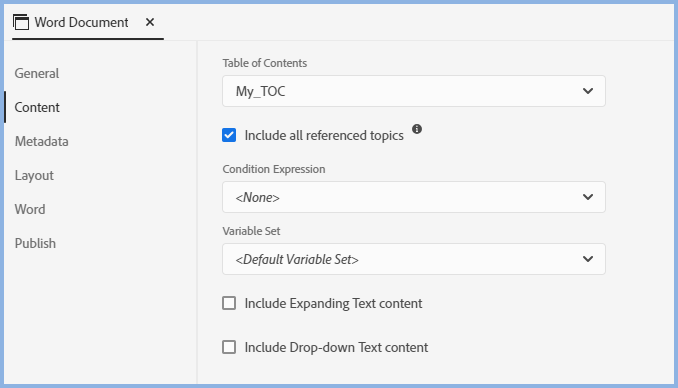 Word Document
General
Content
Metadata
Layout
Word
Publish
Table of Contents
My_TOC
Include all referenced topics
Condition Expression
<None>
Variable Set
<Default Variable Set>
Include Expanding Text content
Include Drop-down Text content